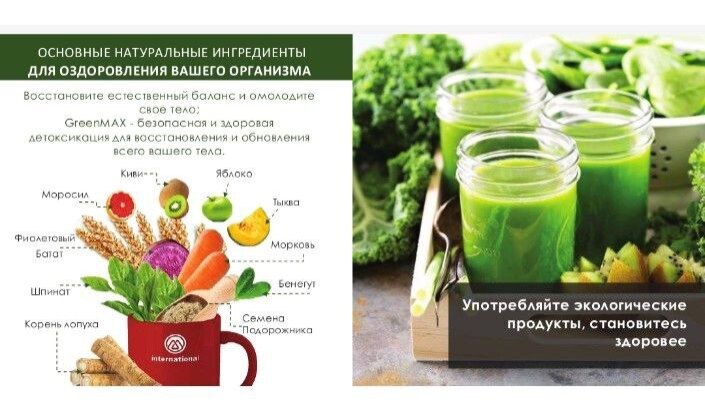 ОСНОВНЫЕ НАТУРАЛЬНЫЕ ИНГРЕДИЕНТЫ
ДЛЯ ОЗДОРОВЛЕНИЯ ВАШЕГО ОРГАНИЗМА
Восстановите естественный баланс и омолодите
свое тело;
GreenMAX - безопасная и здоровая
детоксикация для восстановления и обновления
всего вашего тела.
Киви
Яблоко
Моросил
Тыква
Фиолетовый
Батат
Морковь
Шпинат
Бенегут
Корень лопуха
Семена
Подорожника
international
Употребляйте экологические
продукты, становитесь
здоровее